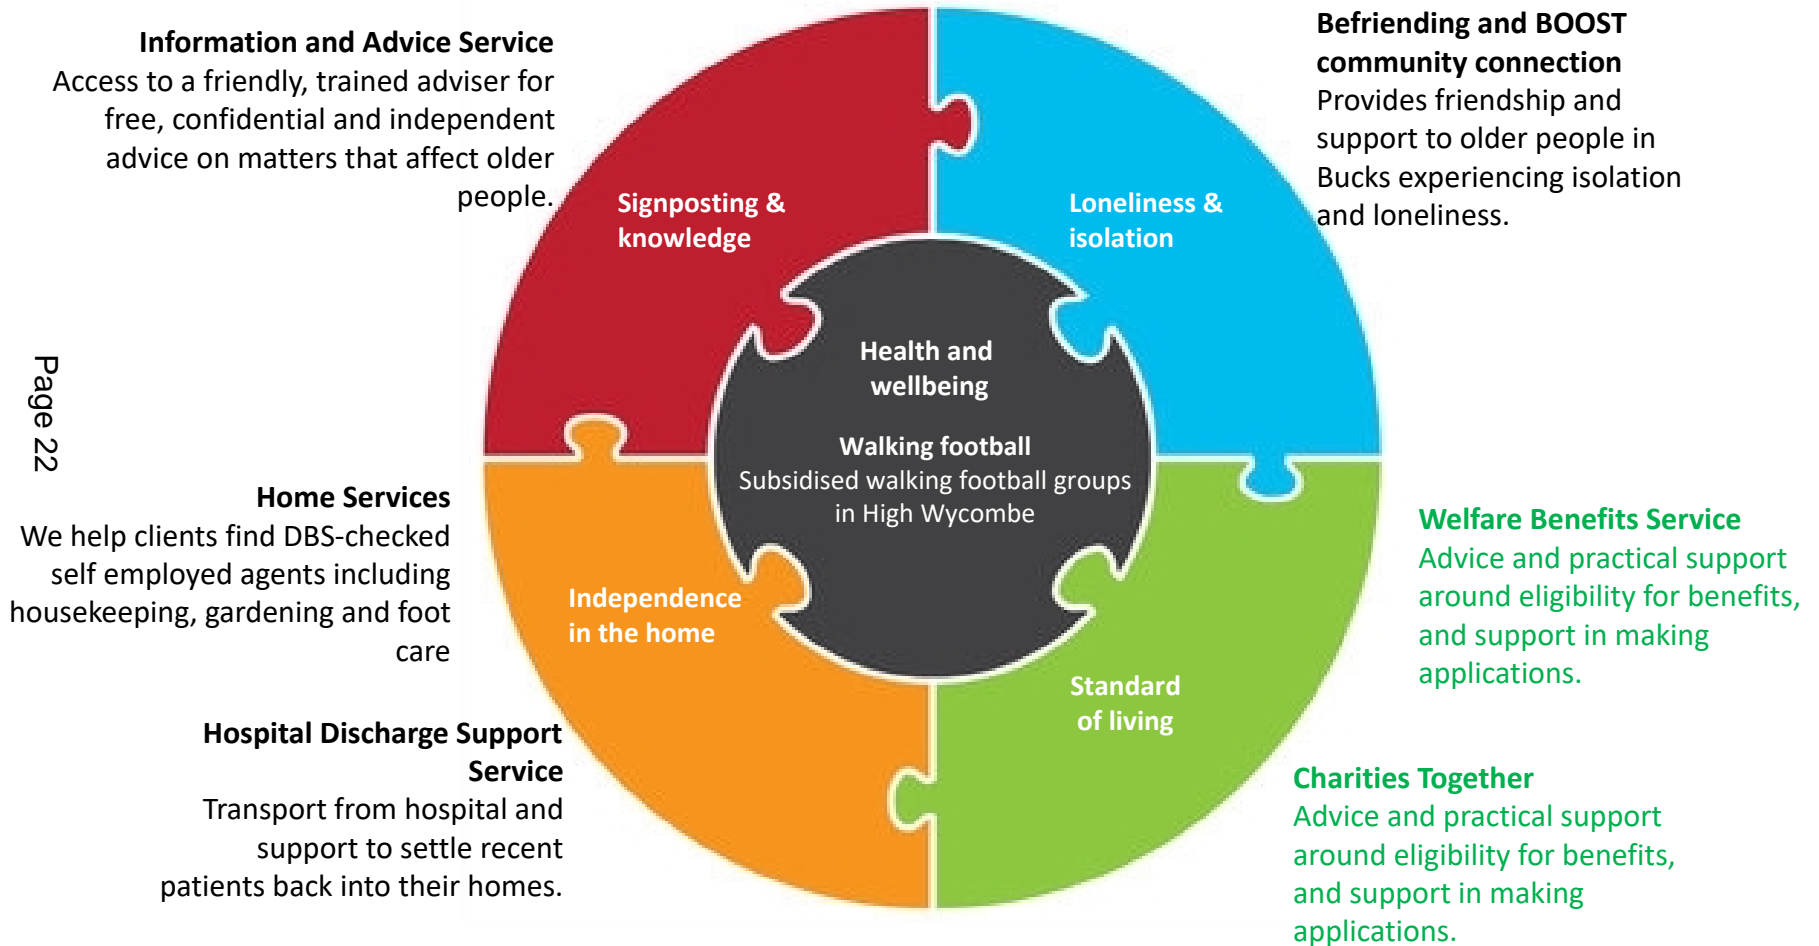 Information and Advice Service
Access to a friendly, trained adviser for
free, confidential and independent
advice on matters that affect older
people.
Befriending and BOOST
community connection
Provides friendship and
support to older people in
Bucks experiencing isolation
and loneliness.
Signposting &
knowledge
Loneliness &
isolation
Health and
wellbeing
Walking football
Subsidised walking football groups
in High Wycombe
Page 22
Home Services
We help clients find DBS-checked
self employed agents including
housekeeping, gardening and foot
care
Independence
in the home
Standard
of living
Welfare Benefits Service
Advice and practical support
around eligibility for benefits,
and support in making
applications.
Hospital Discharge Support
Service
Transport from hospital and
support to settle recent
patients back into their homes.
Charities Together
Advice and practical support
around eligibility for benefits,
and support in making
applications.